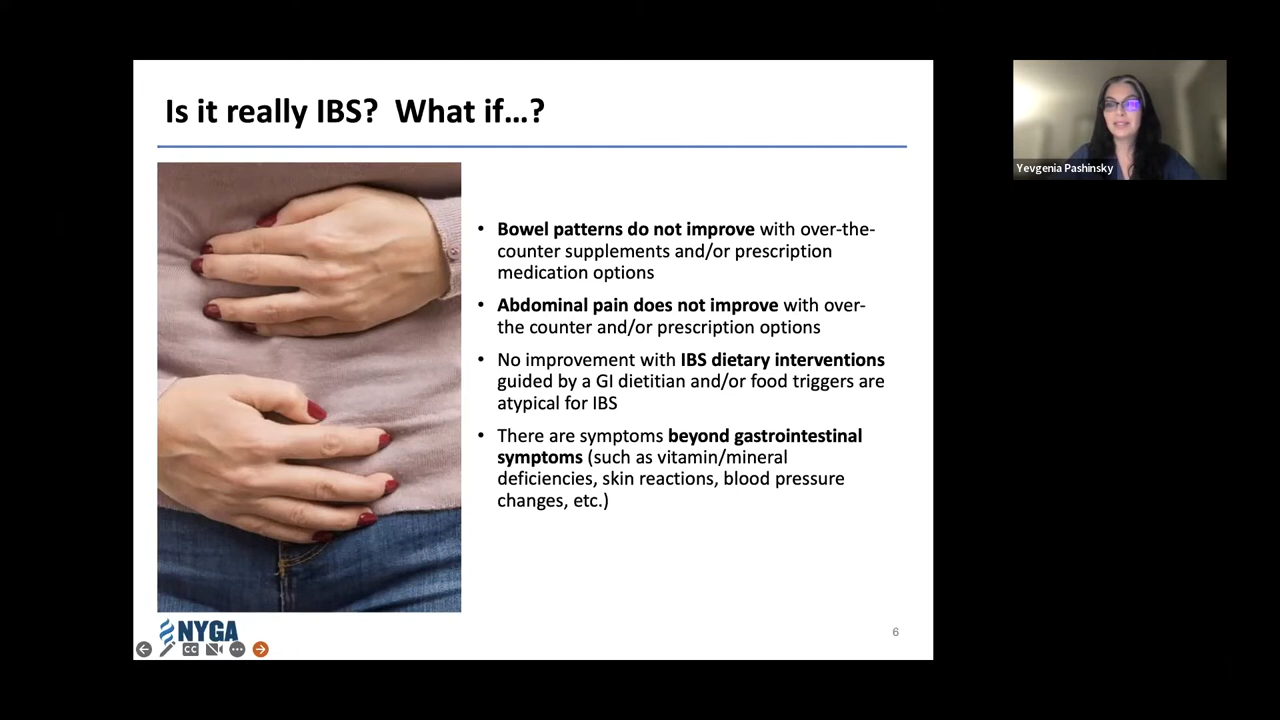 Is it really IBS?  What if…?
• Bowel patterns do not improve with over-the-
counter supplements and/or prescription
medication options
• Abdominal pain does not improve with over-
the counter and/or prescription options
• No improvement with IBS dietary interventions
guided by a GI dietitian and/or food triggers are
atypical for IBS
• There are symptoms beyond gastrointestinal
symptoms (such as vitamin/mineral
deficiencies, skin reactions, blood pressure
changes, etc.)
NYGA
CC
6
Yevgenia Pashinsky